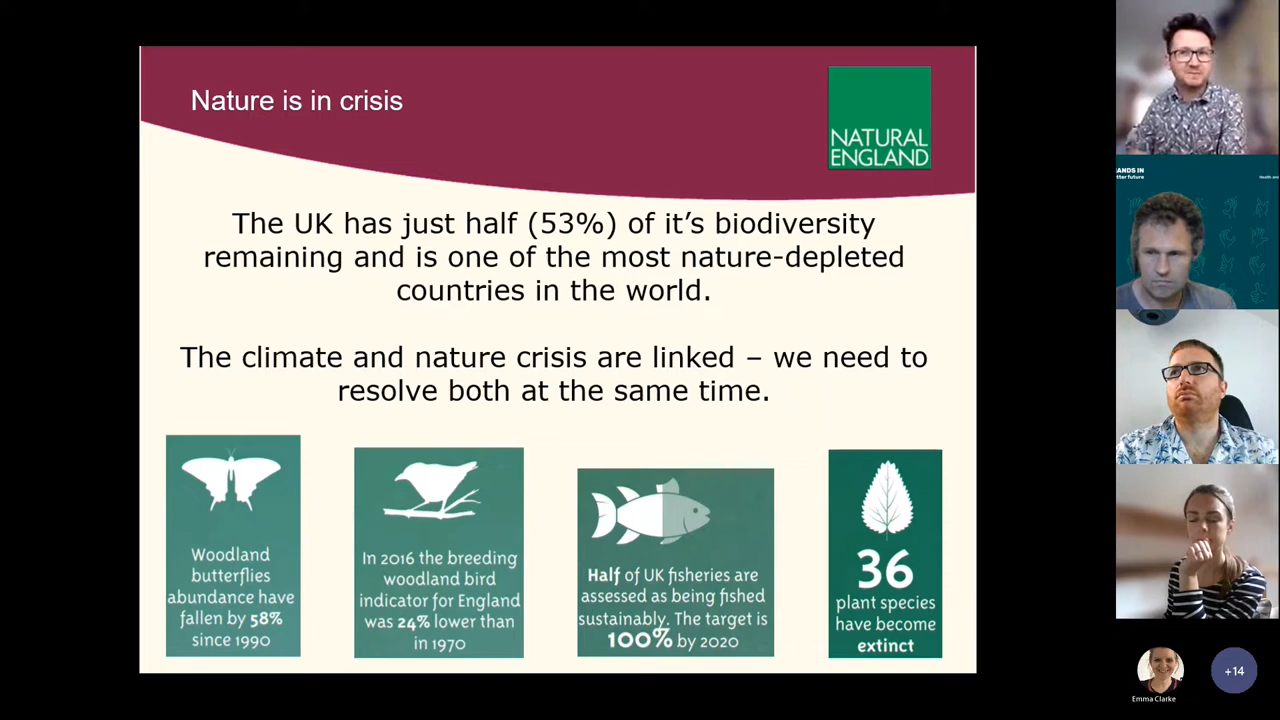 Nature is in crisis
NATURAL
ENGLAND
The UK has just half (53%) of it’s biodiversity
remaining and is one of the most nature-depleted
countries in the world.
The climate and nature crisis are linked – we need to
resolve both at the same time.
Woodland
butterflies
abundance have
fallen by 58%
since 1990
In 2016 the breeding
woodland bird
indicator for England
was 24% lower than
in 1970
Half of UK fisheries are
assessed as being fished
sustainably. The target is
100% by 2020
36
plant species
have become
extinct
ANDS IN
tter future
Emma Clarke
+14